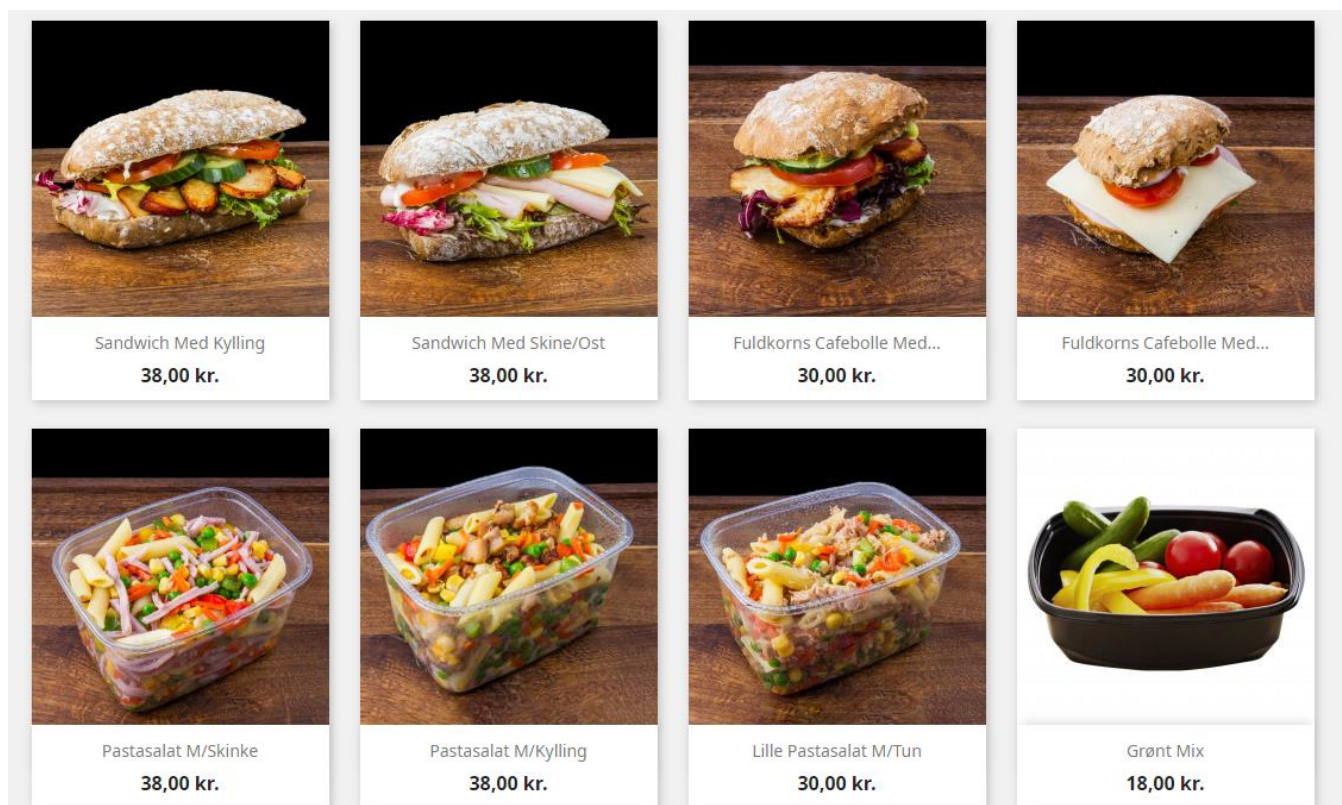 Sandwich Med Kylling
38,00 kr.
Sandwich Med Skine/Ost
38,00 kr.
Fuldkorns Cafebolle Med...
30,00 kr.
Fuldkorns Cafebolle Med...
30,00 kr.
Pastasalat M/Skinke
38,00 kr.
Pastasalat M/Kylling
38,00 kr.
Lille Pastasalat M/Tun
30,00 kr.
Grønt Mix
18,00 kr.